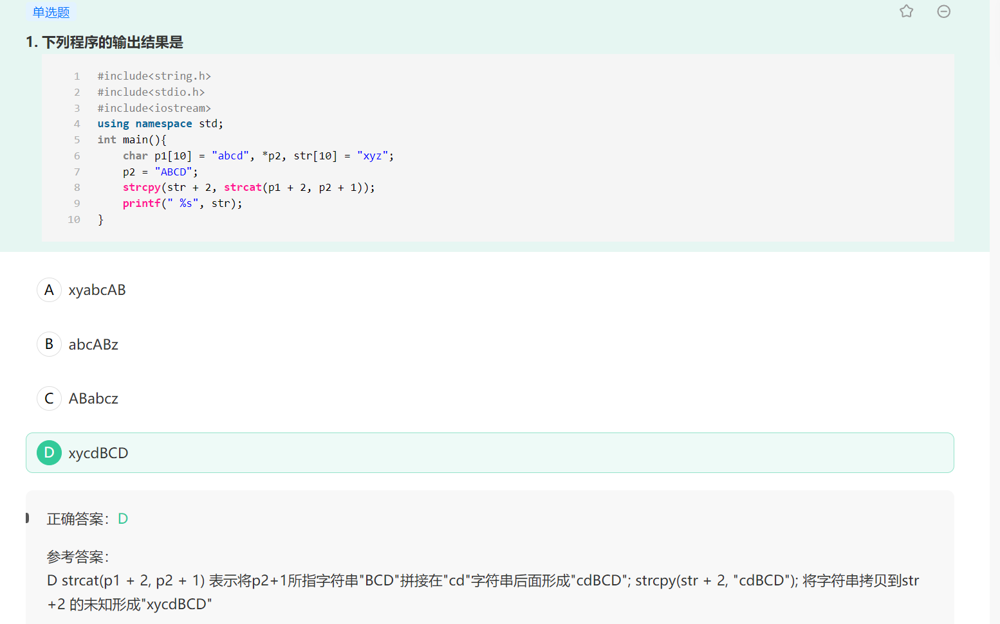 单选题
1. 下列程序的输出结果是
1 #include<string.h>
2 #include<stdio.h>
3 #include<iostream>
4 using namespace std;
5 int main(){
6     char p1[10] = "abcd", *p2, str[10] = "xyz";
7     p2 = "ABCD";
8     strcpy(str + 2, strcat(p1 + 2, p2 + 1));
9     printf(" %s", str);
10 }
A xyabcAB
B abcABz
C ABabcz
D xycdBCD
正确答案：D
参考答案：
D strcat(p1 + 2, p2 + 1) 表示将p2+1所指字符串"BCD"拼接在"cd"字符串后面形成"cdBCD"; strcpy(str + 2, "cdBCD"); 将字符串拷贝到str
+2 的未知形成"xycdBCD"